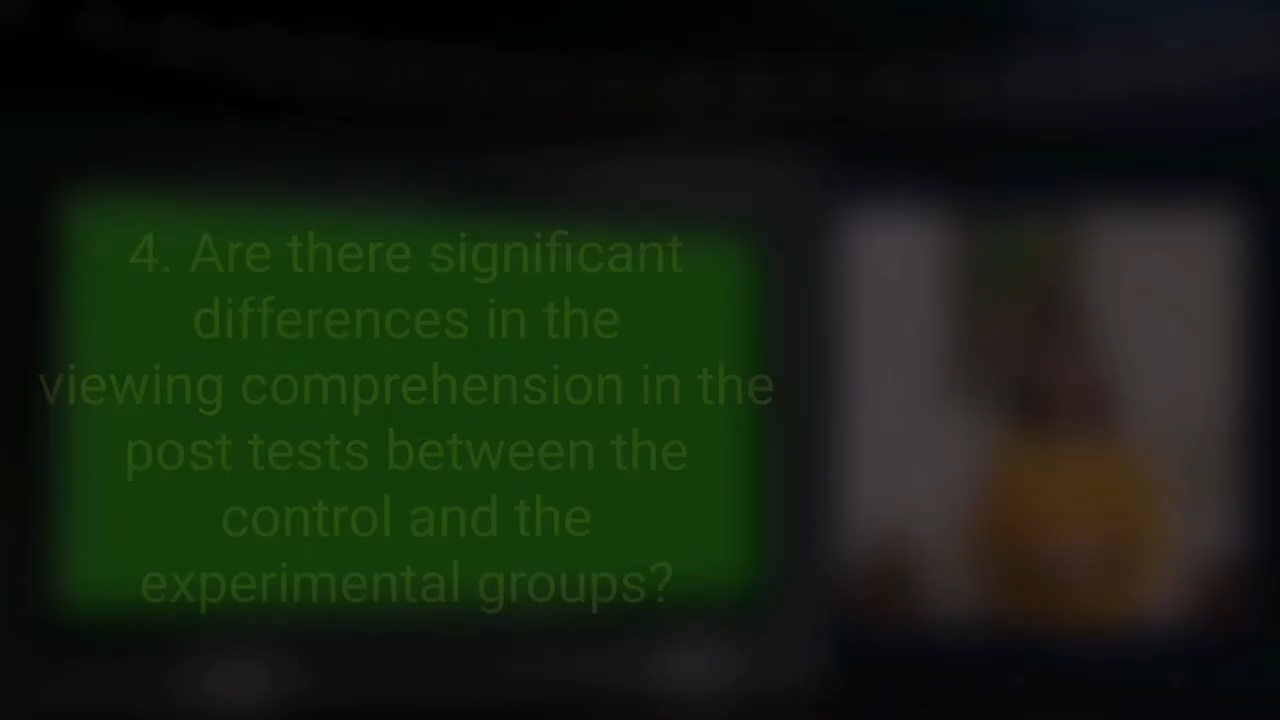 4. Are there significant
differences in the
viewing comprehension in the
post tests between the
control and the
experimental groups?